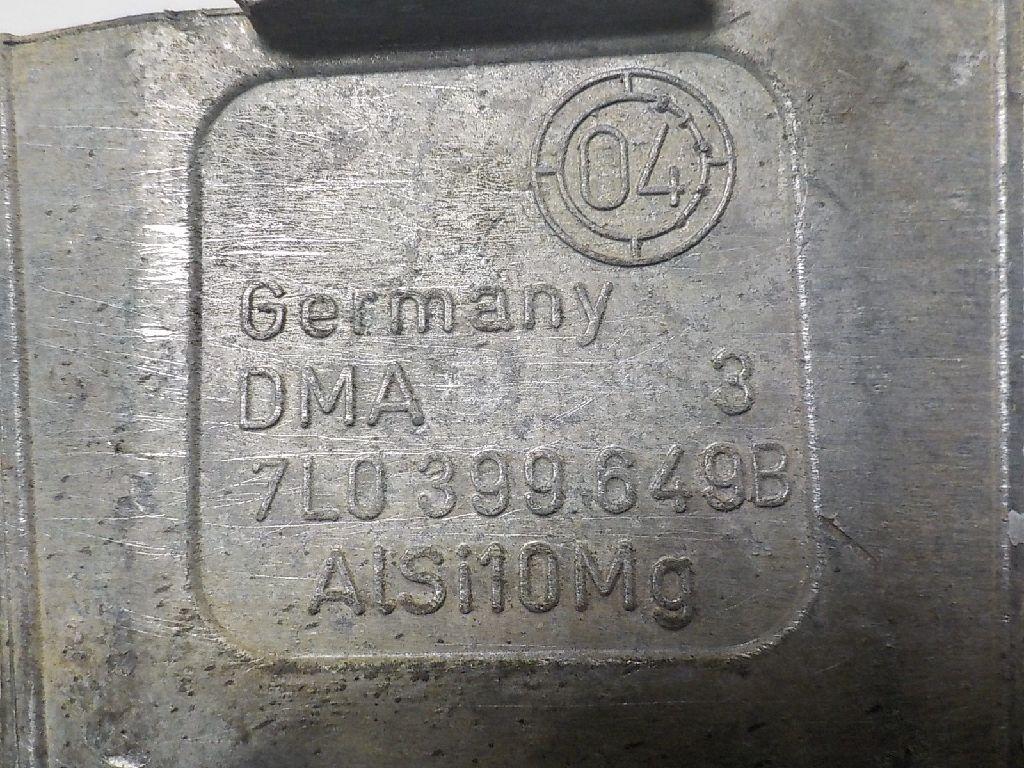 04
Germany
DMA 3
7L0 399.649B
AlSi10Mg